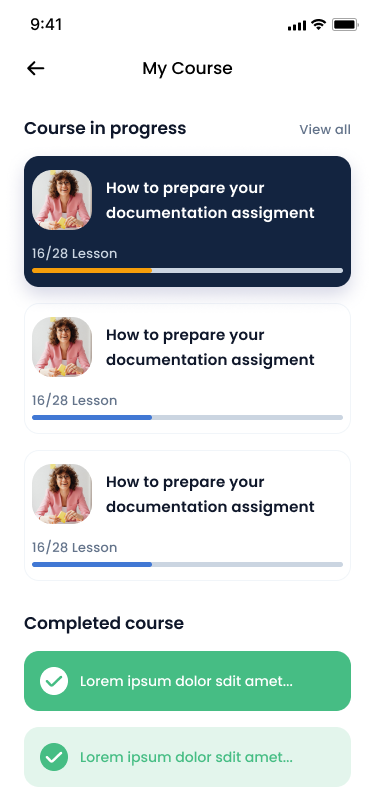 9:41
My Course
Course in progress
View all
How to prepare your
documentation assigment
16/28 Lesson
How to prepare your
documentation assigment
16/28 Lesson
How to prepare your
documentation assigment
16/28 Lesson
Completed course
Lorem ipsum dolor sdit amet...
Lorem ipsum dolor sdit amet...